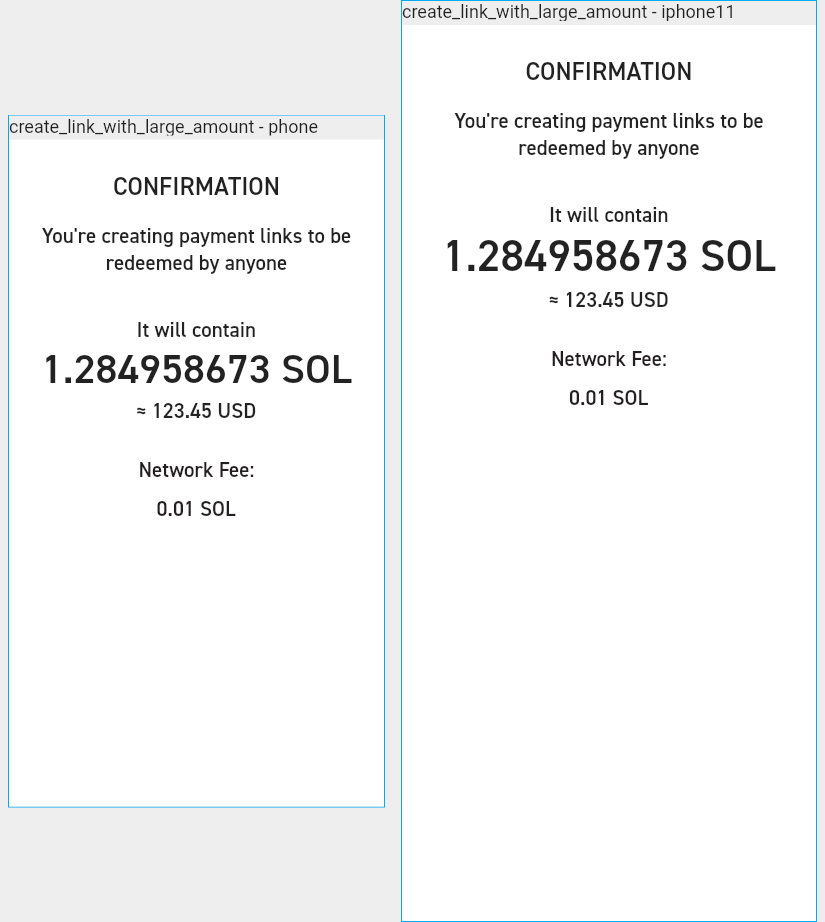 create_link_with_large_amount - phone
CONFIRMATION
You're creating payment links to be
redeemed by anyone
It will contain
1.284958673 SOL
≈ 123.45 USD
Network Fee:
0.01 SOL
create_link_with_large_amount - iphone11
CONFIRMATION
You're creating payment links to be
redeemed by anyone
It will contain
1.284958673 SOL
≈ 123.45 USD
Network Fee:
0.01 SOL